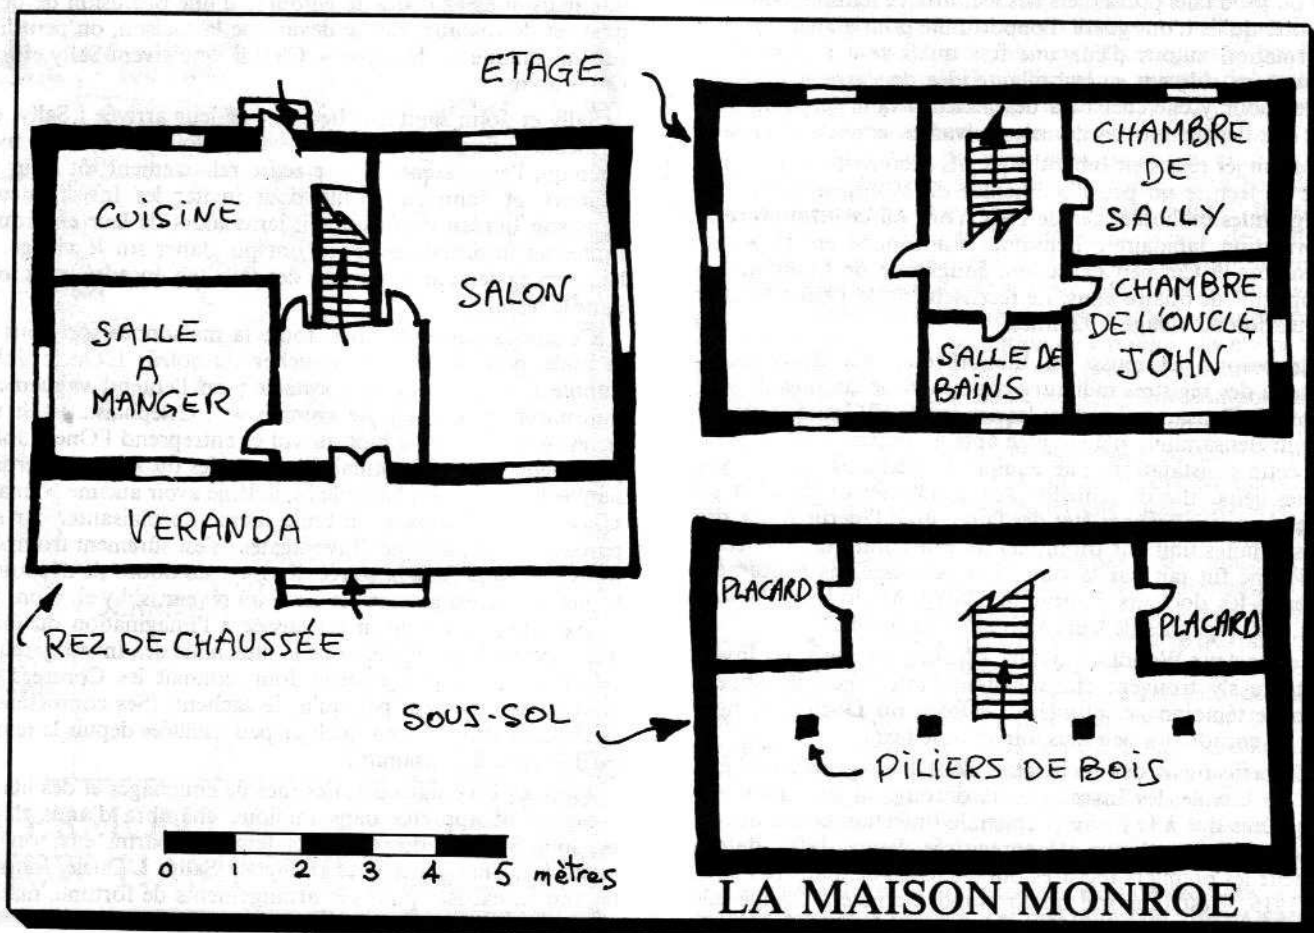 ETAGE
CUISINE
SALON
SALLE
A
MANGER
VERANDA
REZ DE CHAUSSÉE
CHAMBRE
DE
SALLY
CHAMBRE
DE L'ONCLE
JOHN
SALLE DE
BAINS
PLACARD
PLACARD
SOUS-SOL
PILIERS DE BOIS
0 1 2 3 4 5 mètres
LA MAISON MONROE